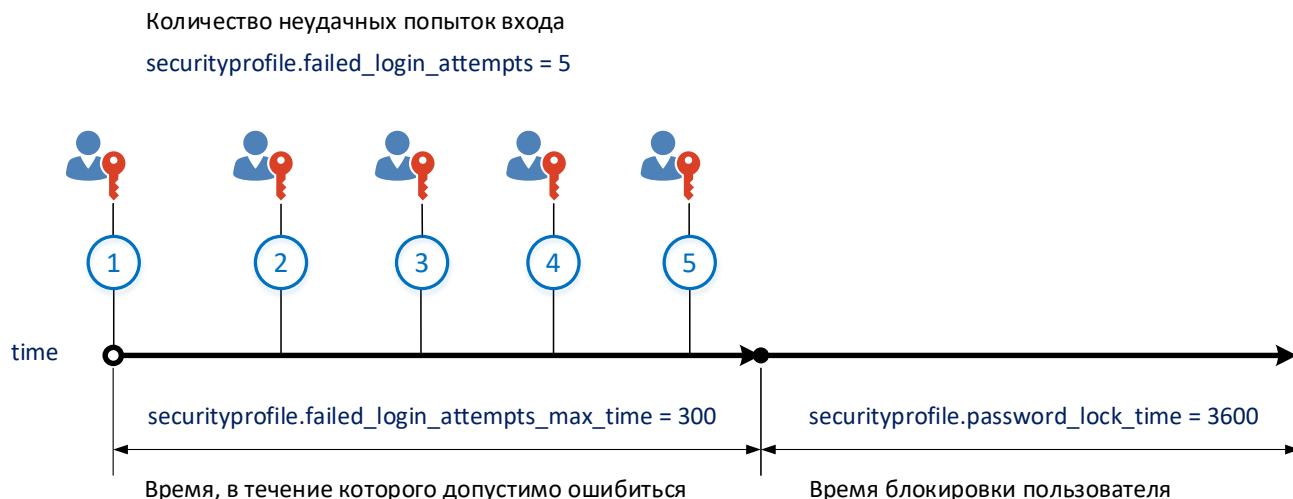 Количество неудачных попыток входа
securityprofile.failed_login_attempts = 5
1 2 3 4 5
time
securityprofile.failed_login_attempts_max_time = 300 securityprofile.password_lock_time = 3600
Время, в течение которого допустимо ошибиться Время блокировки пользователя